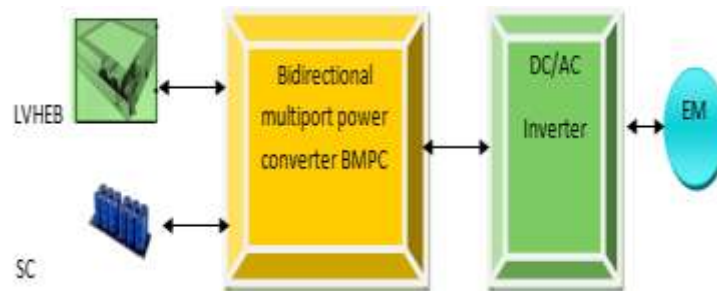 LVHEB
SC
Bidirectional
multiport power
converter BMPC
DC/AC
Inverter
EM